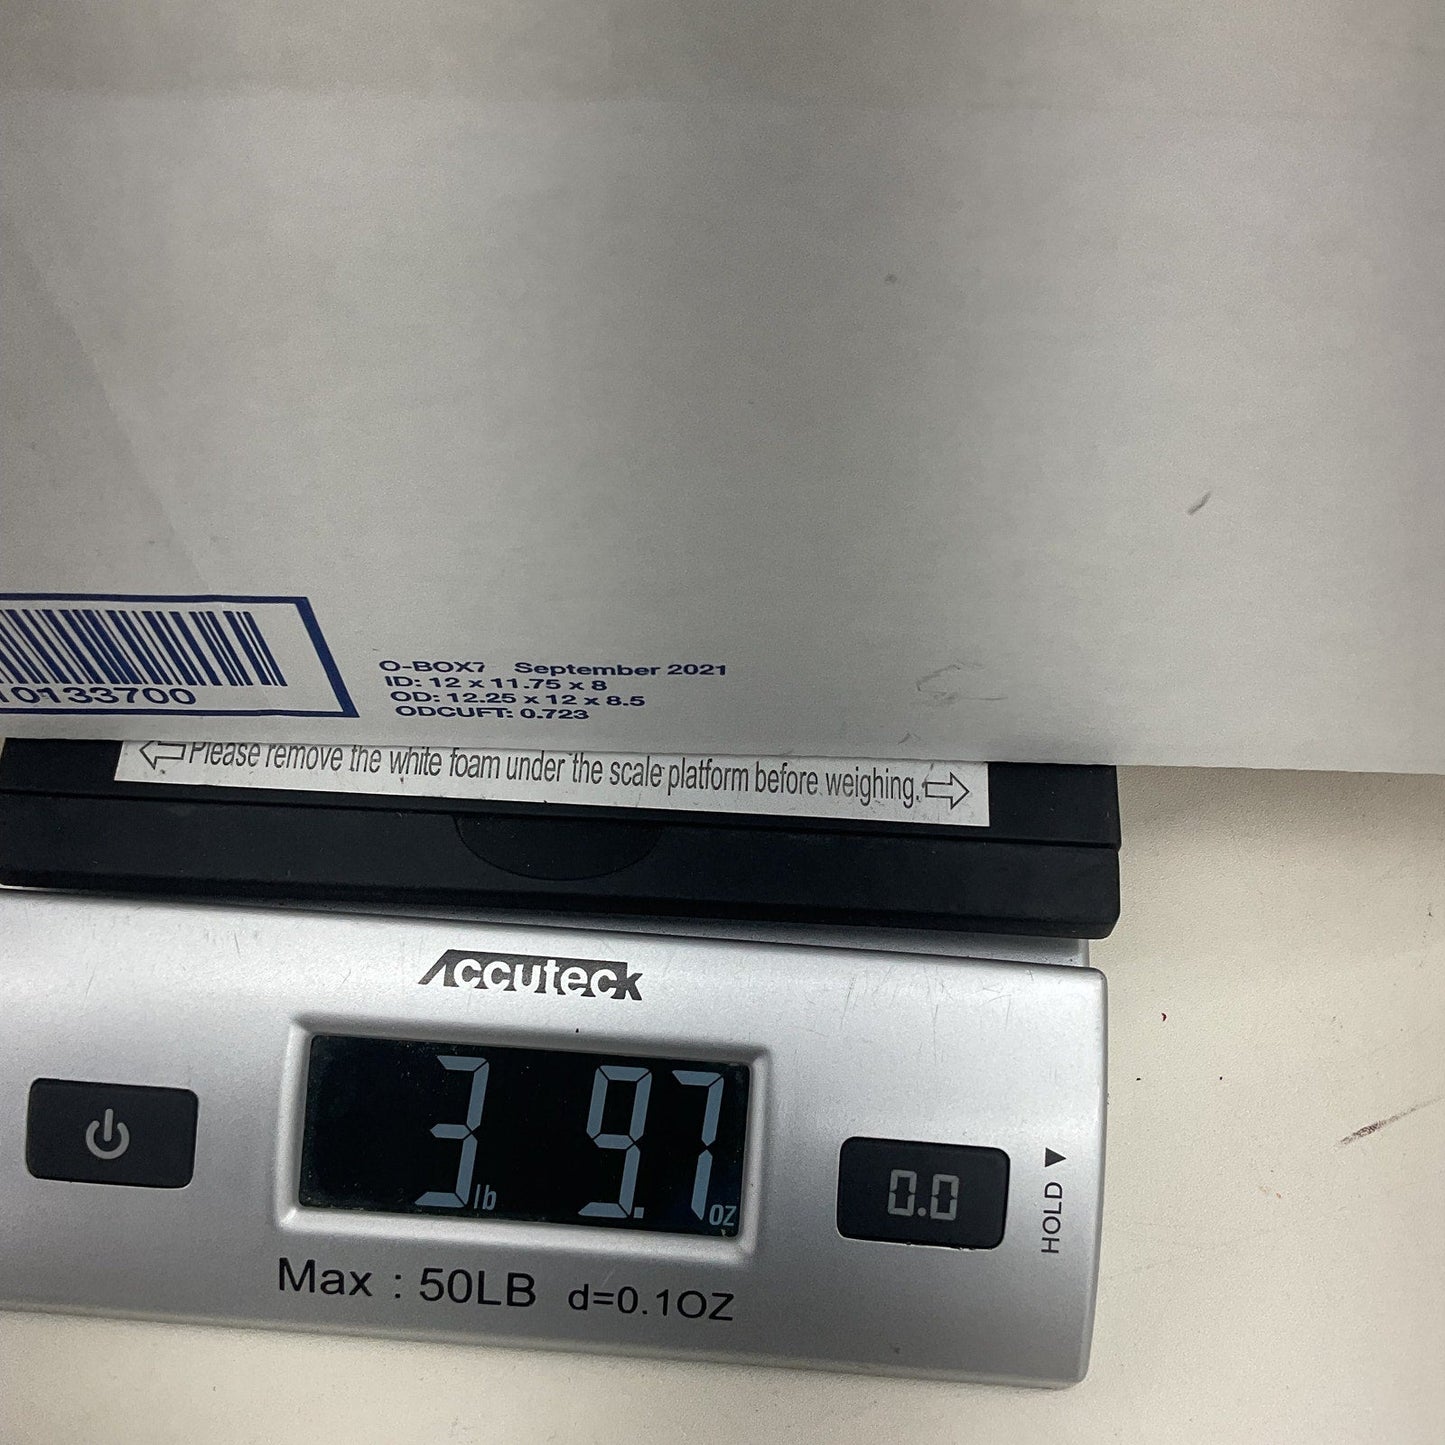 10133700
O-BOX7 September 2021
ID: 12 x 11.75 x 8
OD: 12.25 x 12 x 8.5
ODCUFT: 0.723
Please remove the white foam under the scale platform before weighing.
Accuteck
3 lb 9.7 oz
0.0
HOLD
Max : 50LB d=0.1OZ